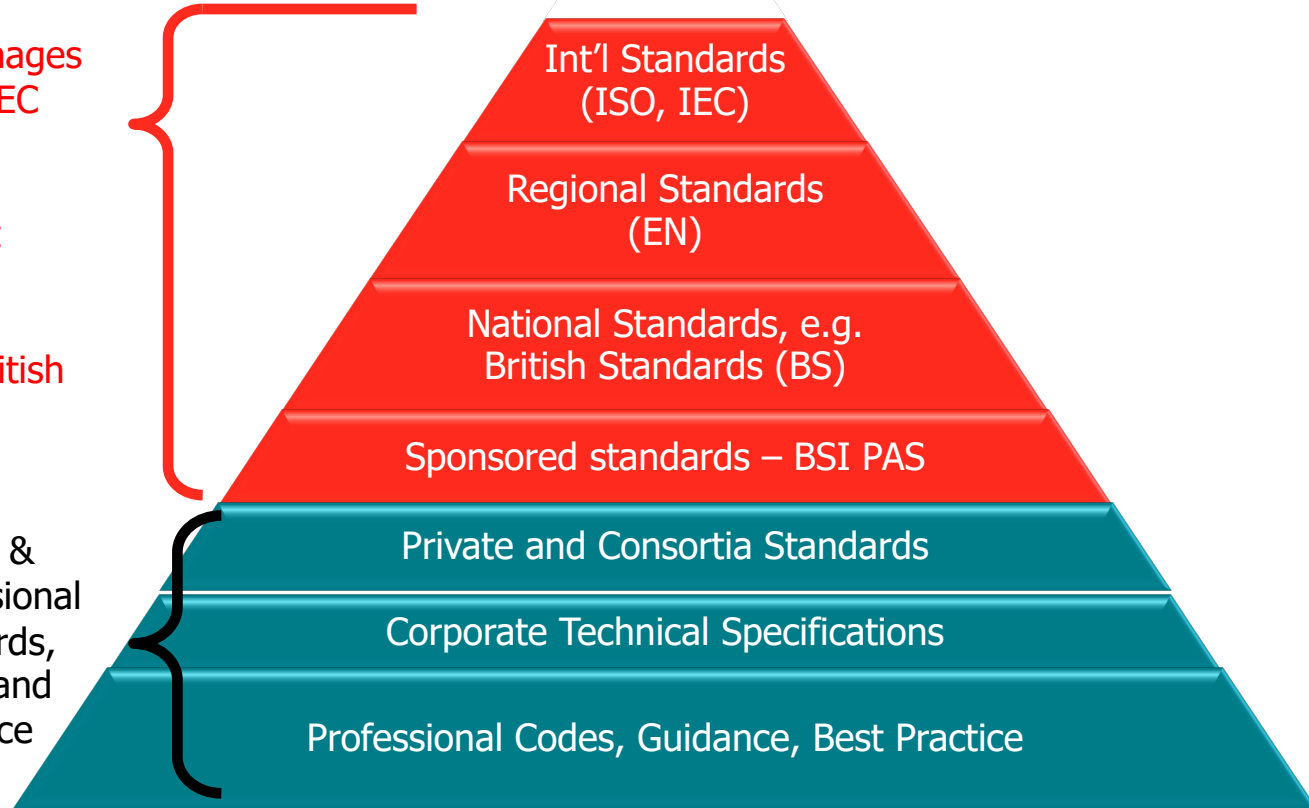 Int'l Standards
(ISO, IEC)
Regional Standards
(EN)
National Standards, e.g.
British Standards (BS)
Sponsored standards – BSI PAS
Private and Consortia Standards
Corporate Technical Specifications
Professional Codes, Guidance, Best Practice
&
and